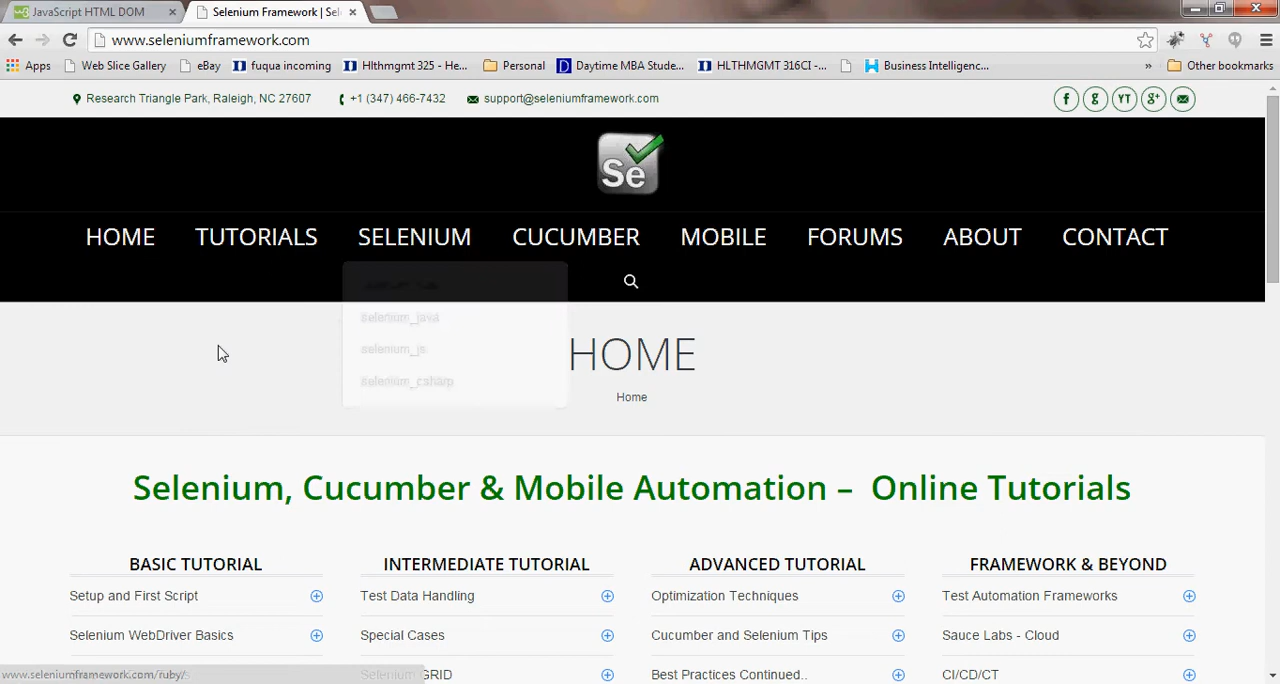 JavaScript HTML DOM
Selenium Framework | Sel
www.seleniumframework.com
Apps Web Slice Gallery eBay fuqua incoming Hlthmgmt 325 - He... Personal Daytime MBA Stude... HLTHMGMT 316CI -... Business Intelligenc... » Other bookmarks
Research Triangle Park, Raleigh, NC 27607 +1 (347) 466-7432 support@seleniumframework.com
f g YT g+
Se
HOME TUTORIALS SELENIUM CUCUMBER MOBILE FORUMS ABOUT CONTACT
selenium_java
selenium_js
selenium_csharp
HOME
Home
Selenium, Cucumber & Mobile Automation – Online Tutorials
BASIC TUTORIAL INTERMEDIATE TUTORIAL ADVANCED TUTORIAL FRAMEWORK & BEYOND
Setup and First Script Test Data Handling Optimization Techniques Test Automation Frameworks
Selenium WebDriver Basics Special Cases Cucumber and Selenium Tips Sauce Labs - Cloud
Selenium GRID Best Practices Continued.. CI/CD/CT
www.seleniumframework.com/ruby/